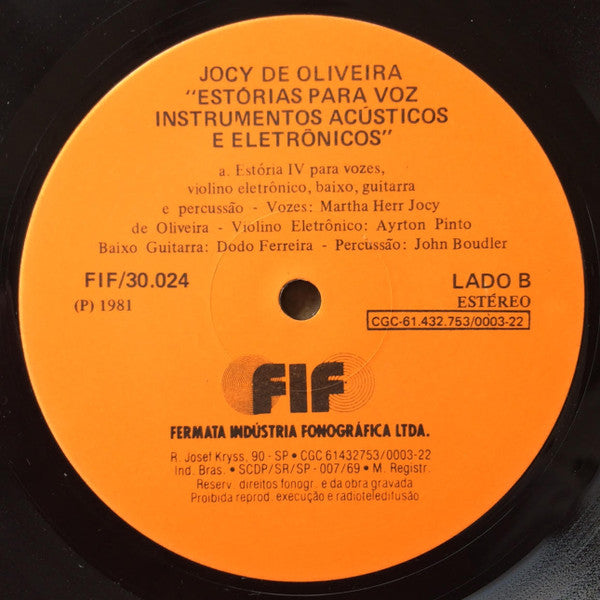 JOCY DE OLIVEIRA
"ESTÓRIAS PARA VOZ
INSTRUMENTOS ACÚSTICOS
E ELETRÔNICOS"
a. Estória IV para vozes,
violino eletrônico, baixo, guitarra
e percussão - Vozes: Martha Herr Jocy
de Oliveira - Violino Eletrônico: Ayrton Pinto
Baixo Guitarra: Dodo Ferreira - Percussão: John Boudler
FIF/30.024
(P) 1981
LADO B
ESTÉREO
CGC-61.432.753/0003-22
FIF
FERMATA INDÚSTRIA FONOGRÁFICA LTDA.
R. Josef Kryss, 90 - SP • CGC 61432753/0003-22
Ind. Bras. • SCDP/SR/SP - 007/69 • M. Registr.
Reserv. direitos fonogr. e da obra gravada
Proibida reprod. execução e radioteledifusão